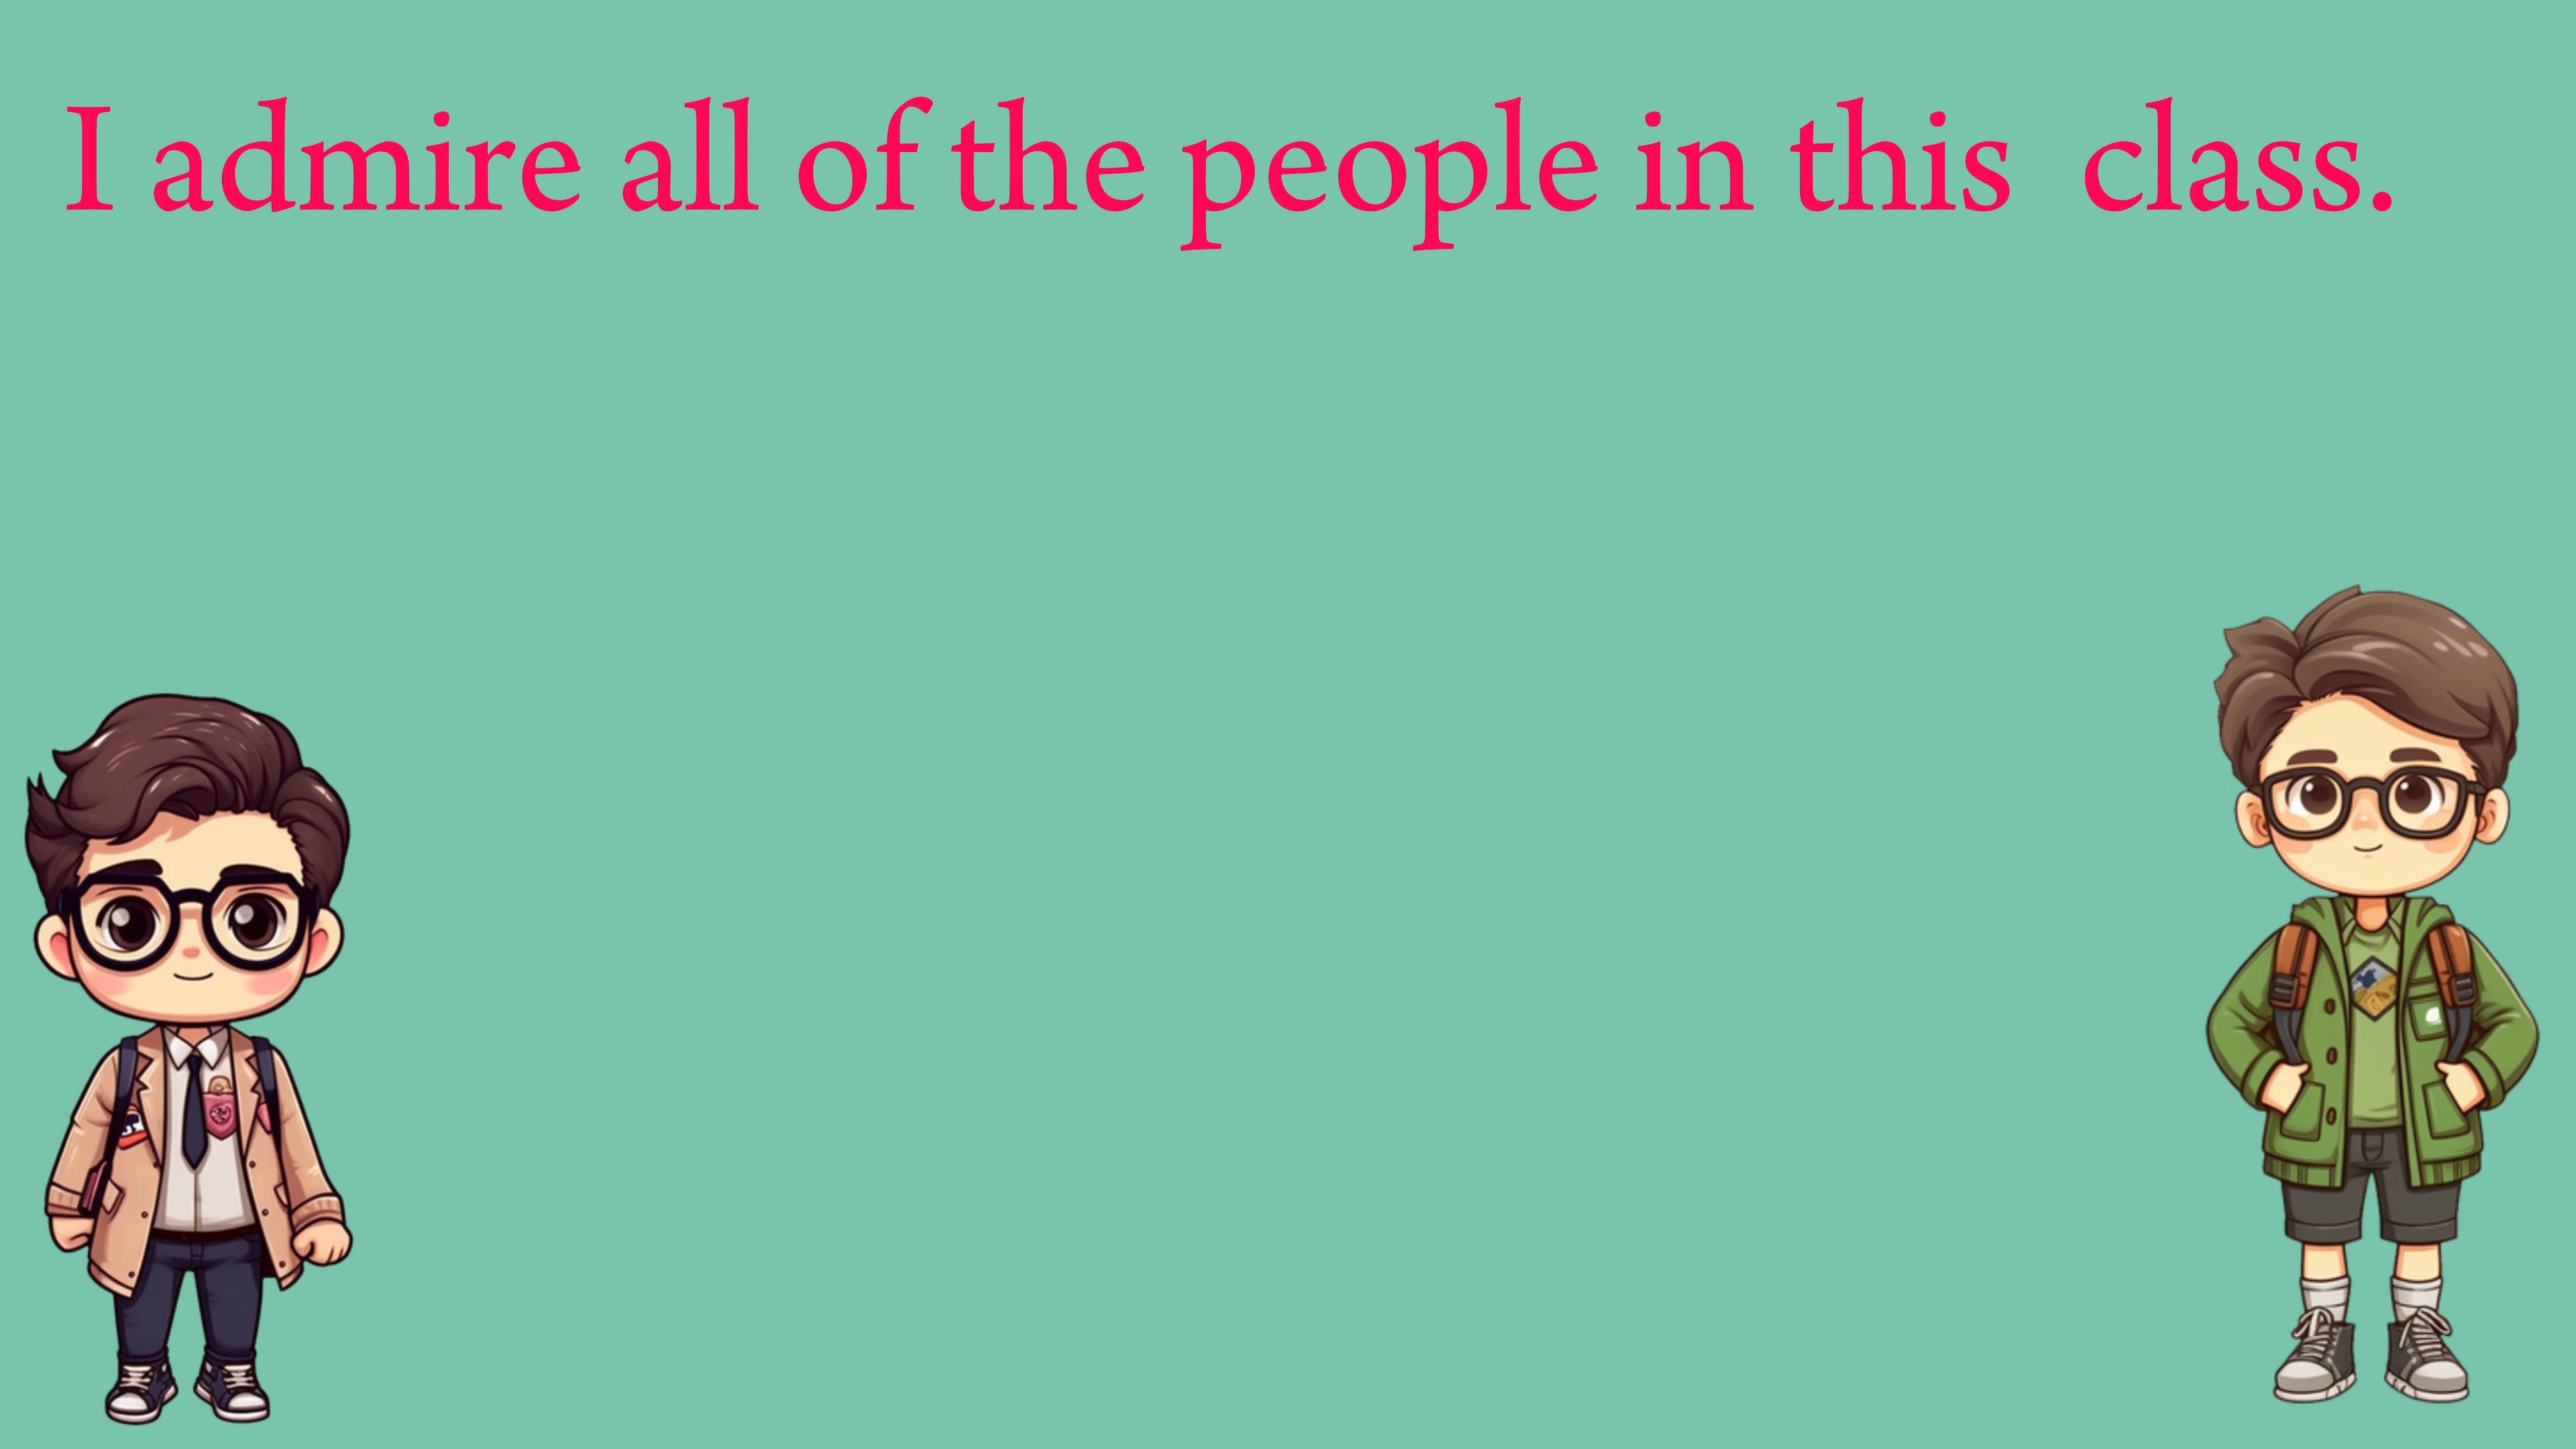 I admire all of the people in this  class.